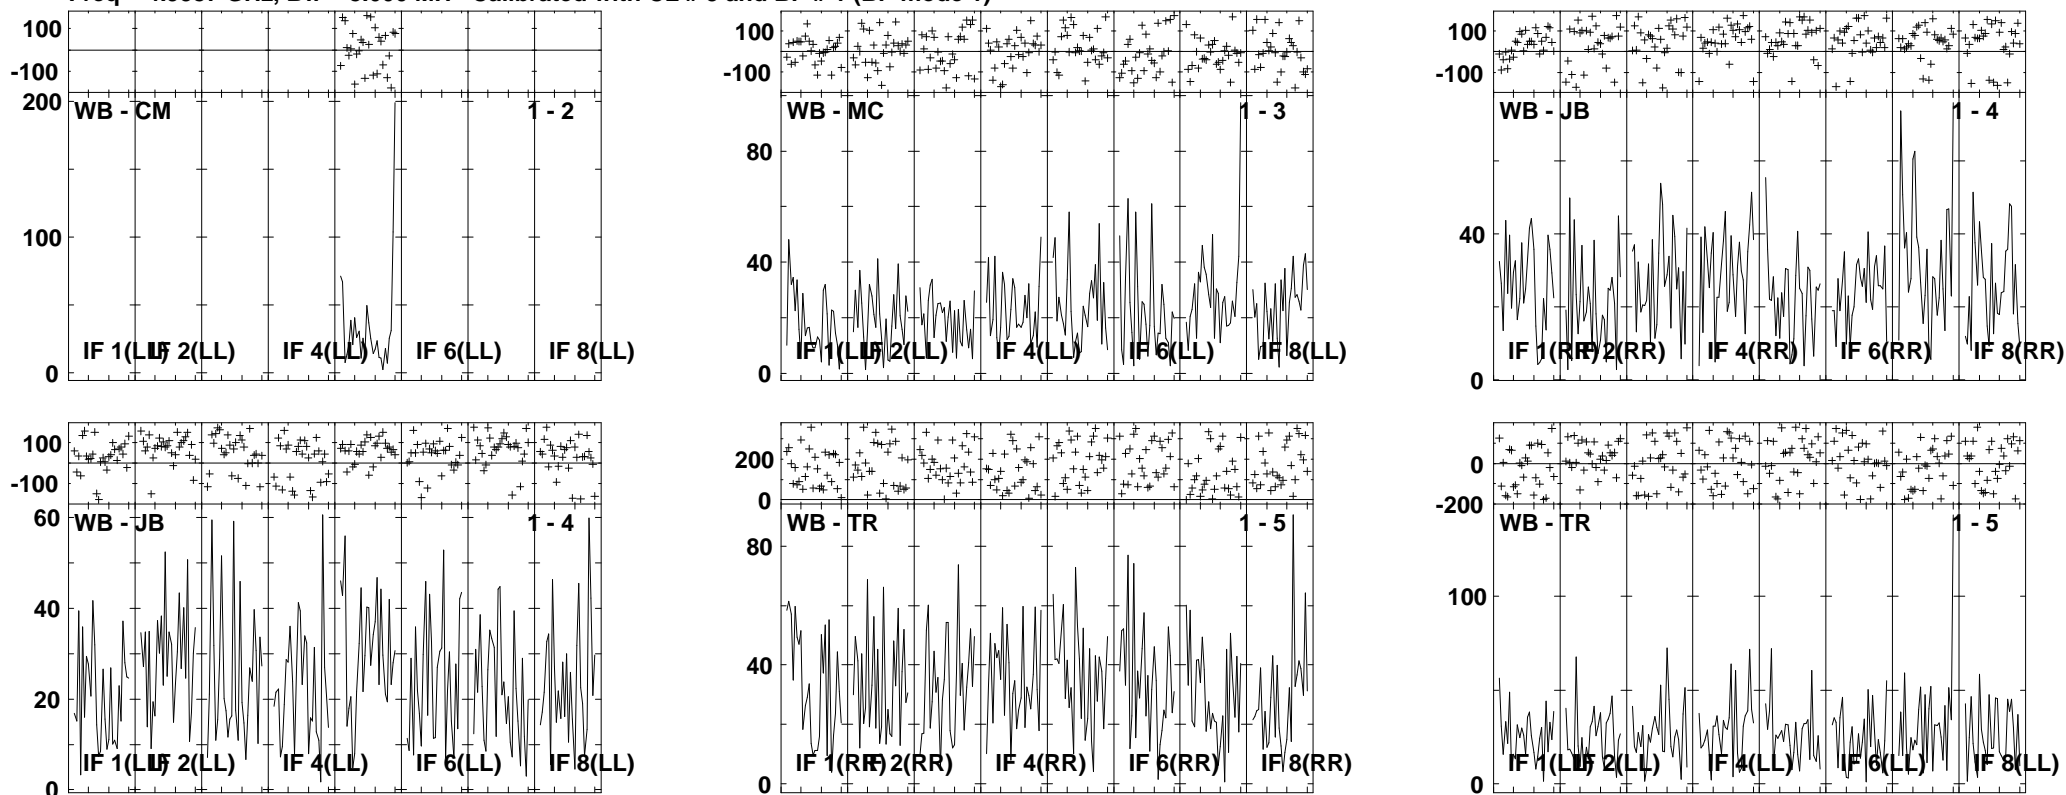 100
-100
200
100
0
WB - CM
1 - 2
IF 1(LL)
IF 2(LL)
IF 4(LL)
IF 6(LL)
IF 8(LL)
100
-100
80
40
0
WB - MC
1 - 3
IF 1(LL)
IF 2(LL)
IF 4(LL)
IF 6(LL)
IF 8(LL)
100
-100
40
0
WB - JB
1 - 4
IF 1(RR)
IF 2(RR)
IF 4(RR)
IF 6(RR)
IF 8(RR)
100
-100
60
40
20
0
WB - JB
1 - 4
IF 1(LL)
IF 2(LL)
IF 4(LL)
IF 6(LL)
IF 8(LL)
200
0
80
40
0
WB - TR
1 - 5
IF 1(RR)
IF 2(RR)
IF 4(RR)
IF 6(RR)
IF 8(RR)
0
-200
100
0
WB - TR
1 - 5
IF 1(LL)
IF 2(LL)
IF 4(LL)
IF 6(LL)
IF 8(LL)